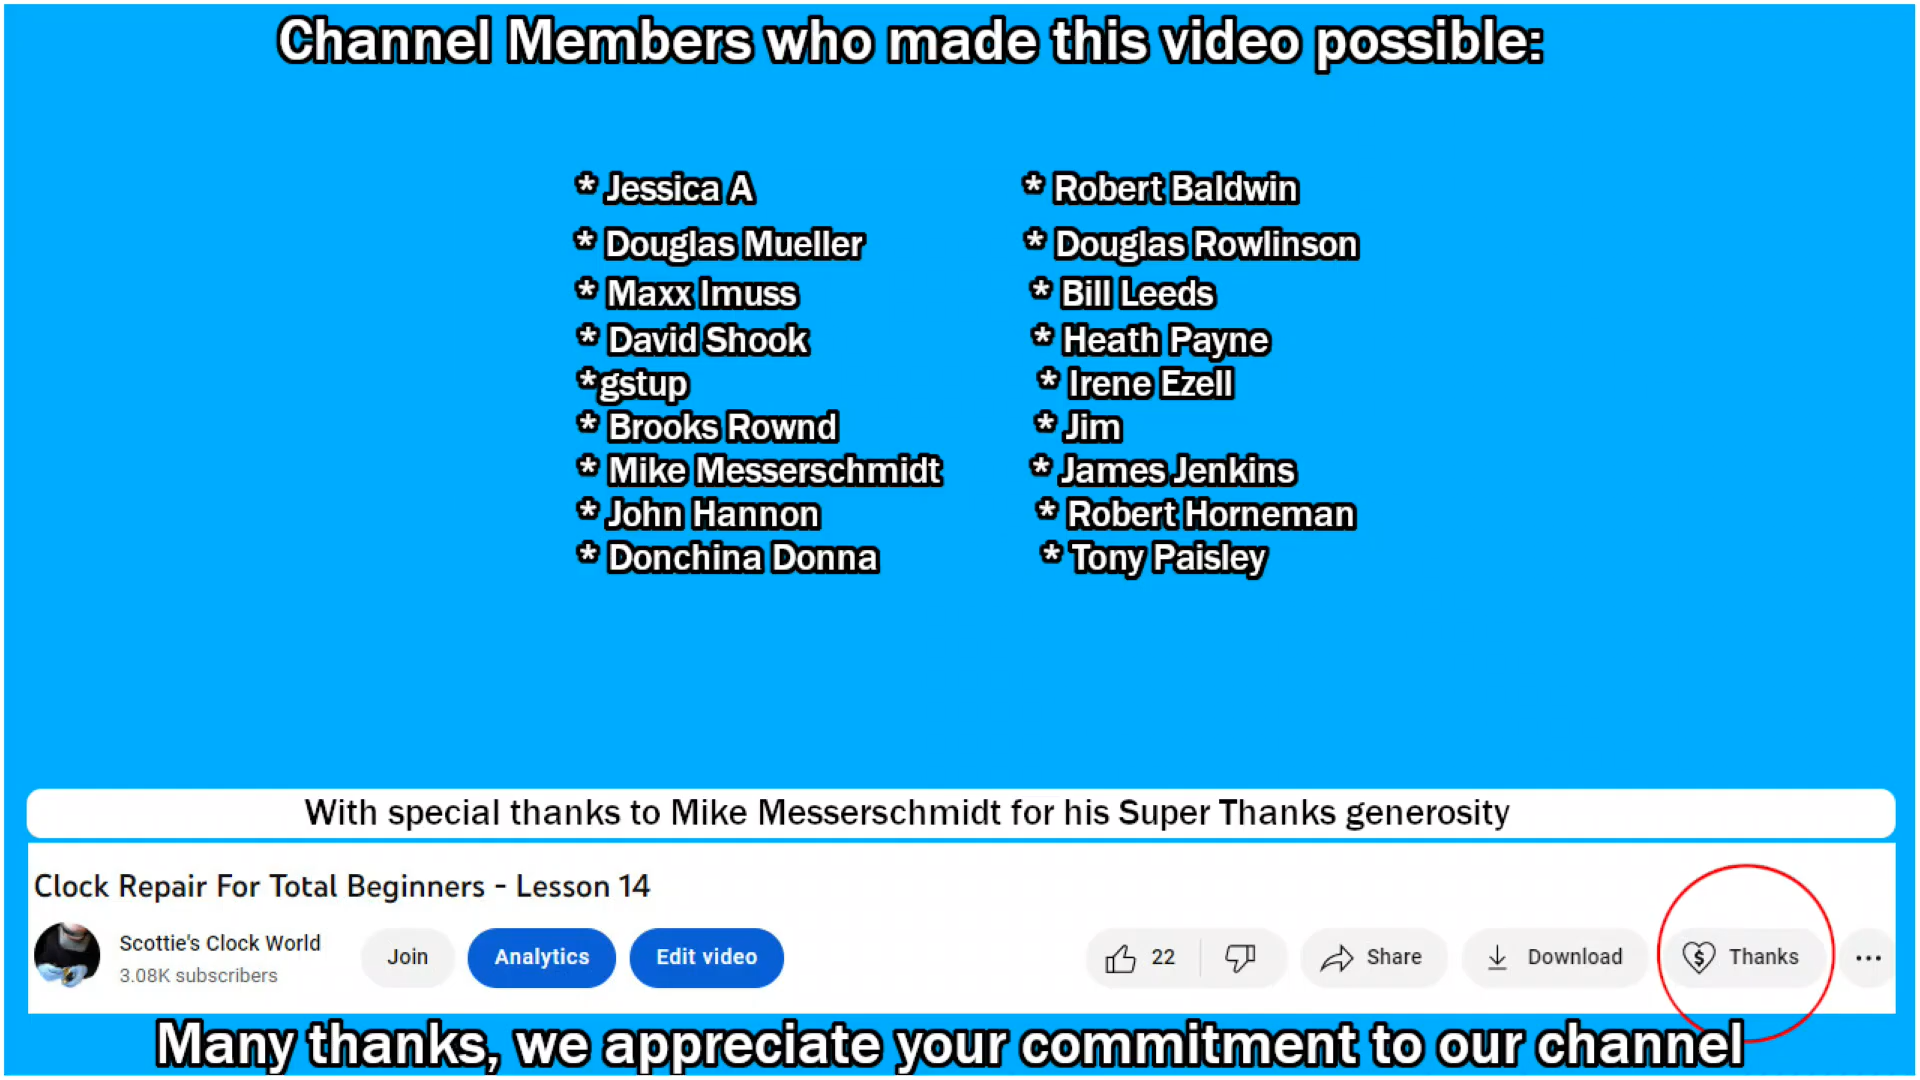 Channel Members who made this video possible:
* Jessica A
* Douglas Mueller
* Maxx Imuss
* David Shook
*gstup
* Brooks Rownd
* Mike Messerschmidt
* John Hannon
* Donchina Donna
* Robert Baldwin
* Douglas Rowlinson
* Bill Leeds
* Heath Payne
* Irene Ezell
* Jim
* James Jenkins
* Robert Horneman
* Tony Paisley
With special thanks to Mike Messerschmidt for his Super Thanks generosity
Clock Repair For Total Beginners - Lesson 14
Scottie's Clock World
3.08K subscribers
Join
Analytics
Edit video
22
Share
Download
$ Thanks
Many thanks, we appreciate your commitment to our channel